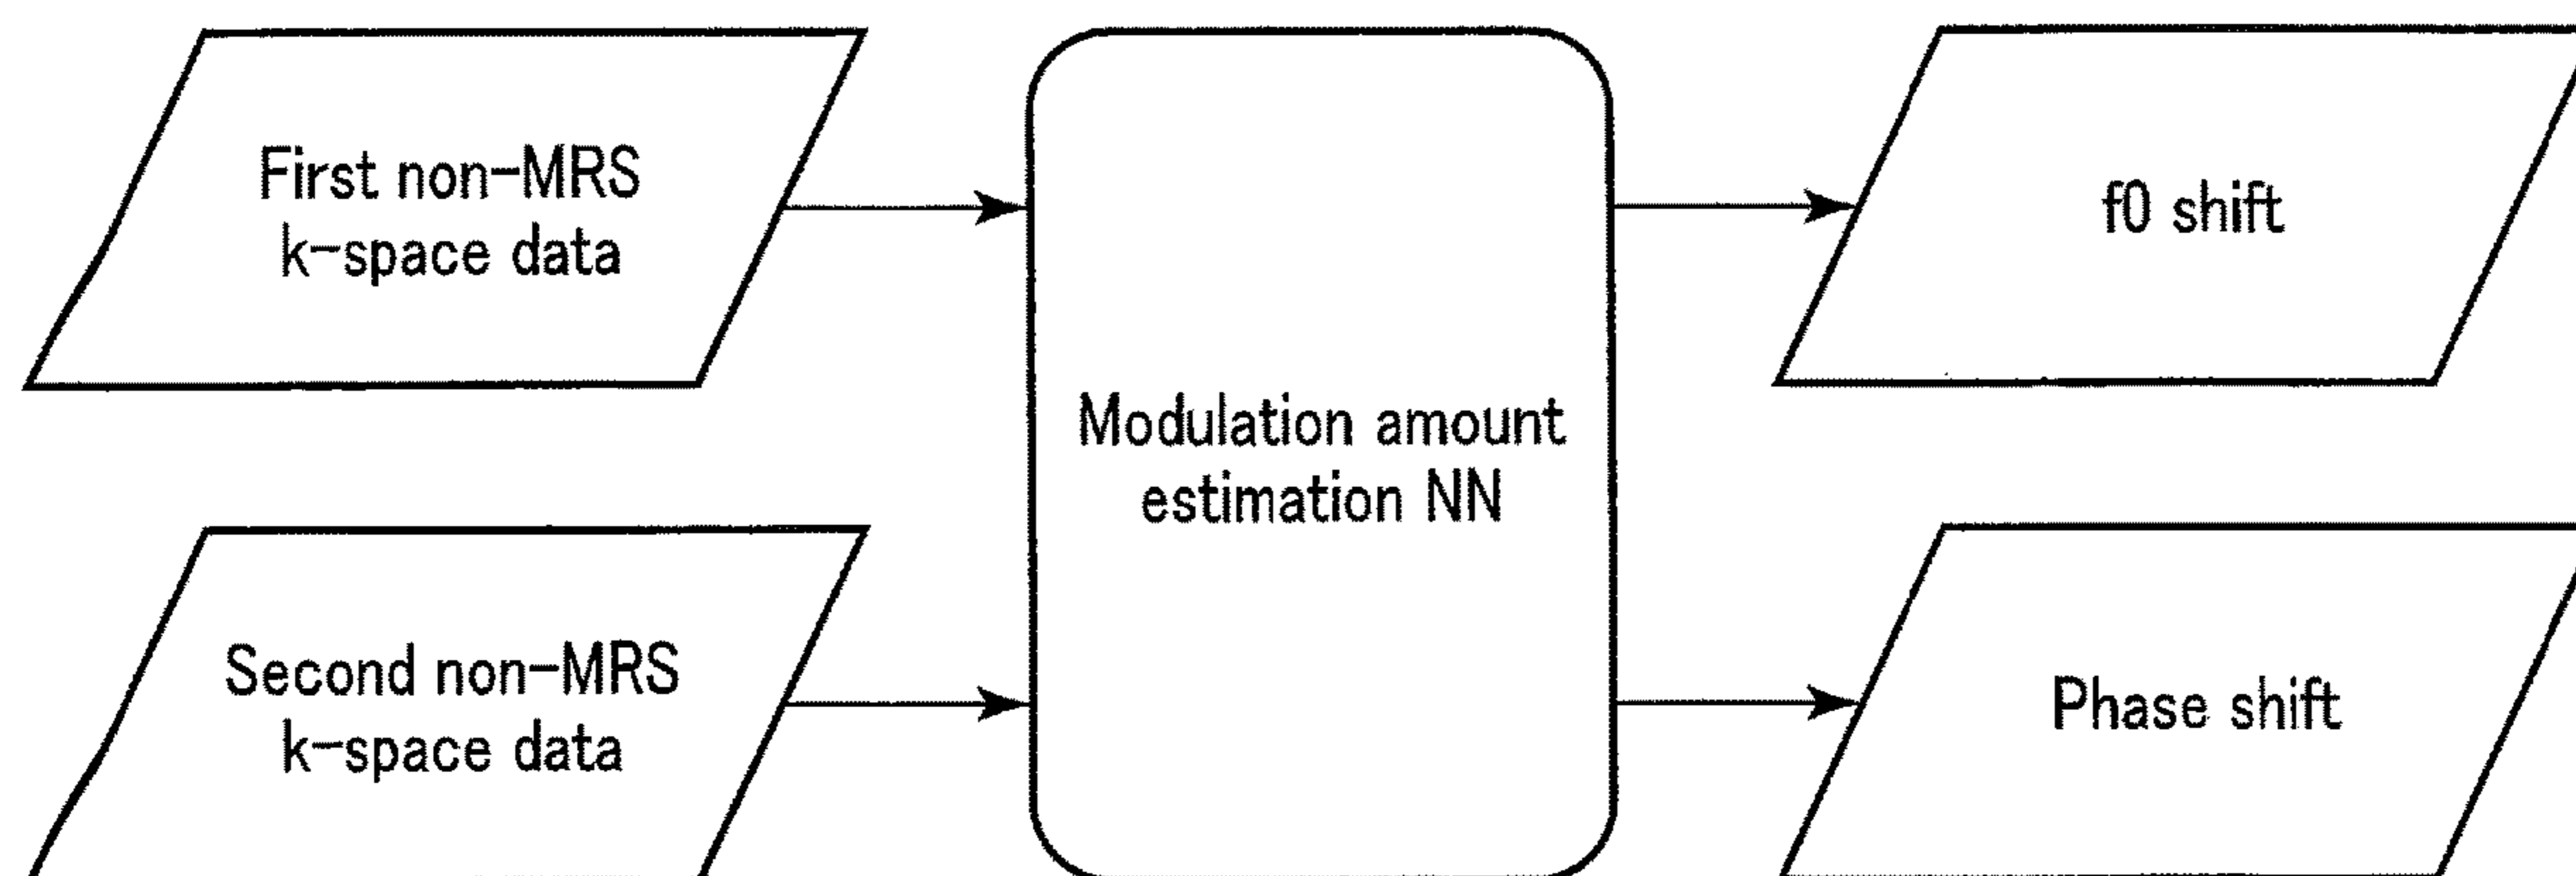 First non-MRS
k-space data
f0 shift
Modulation amount
estimation NN
Second non-MRS
k-space data
Phase shift